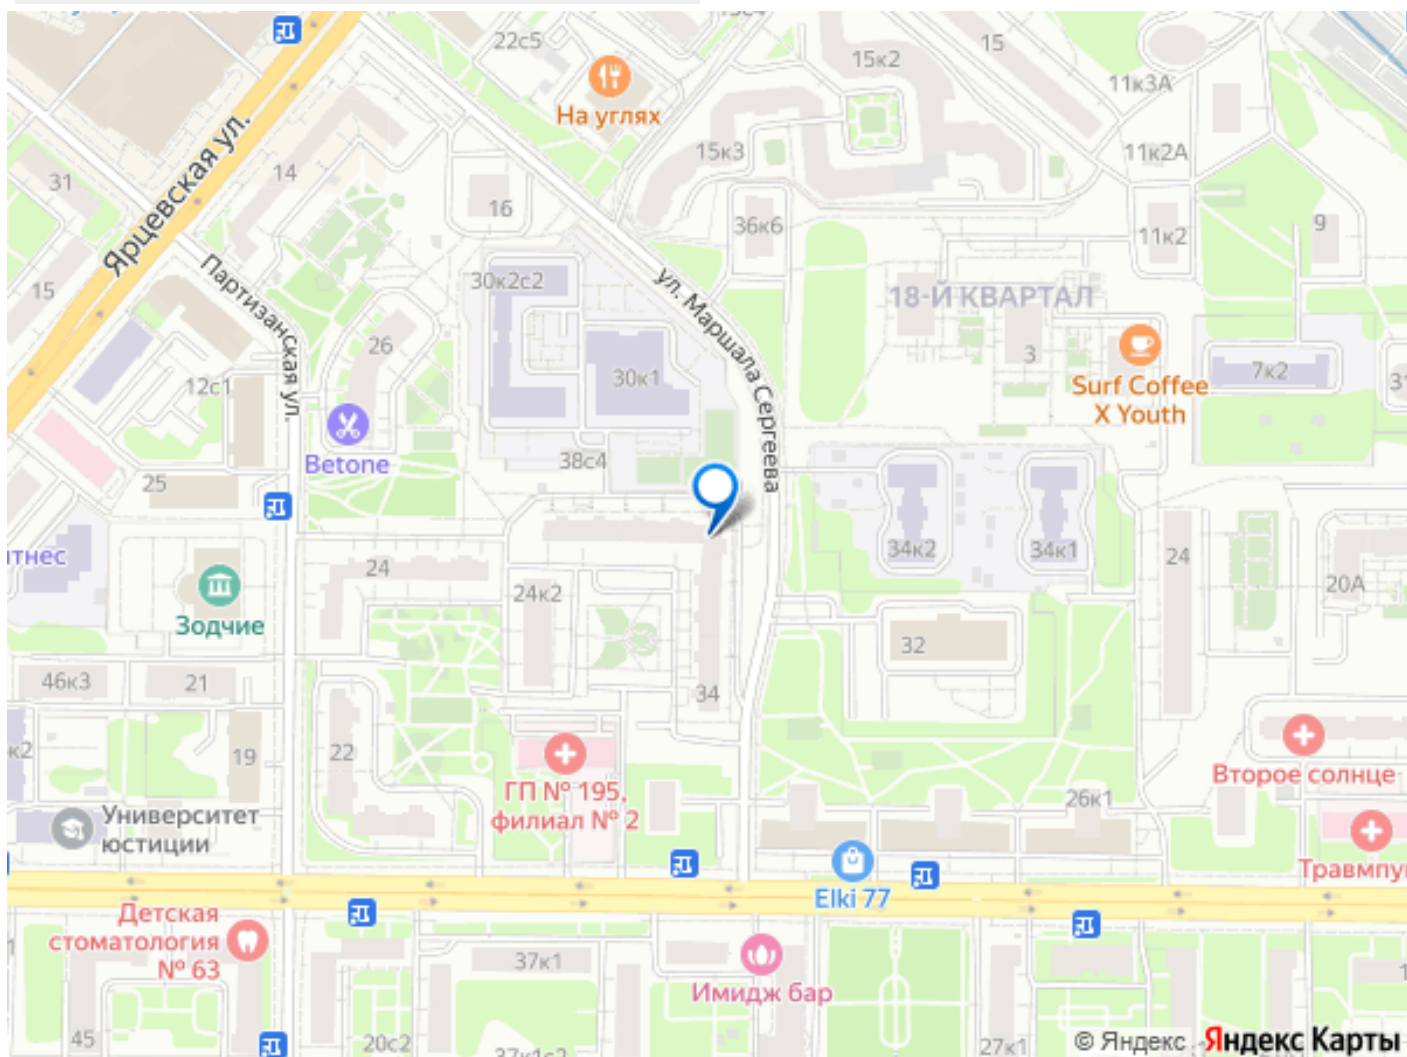 22с5
15
15к2
11к3А
На углях
Ярцевская ул.
14
15к3
11к2А
31
16
36к6
11к2
9
Партизанская ул.
30к2с2
ул. Маршала Сергеева
18-Й КВАРТАЛ
15
26
30к1
3
Surf Coffee
X Youth
7к2
12с1
Betone
38с4
25
34к2
34к1
24
24
24к2
20А
Зодчие
32
46к3
21
34
22
19
Второе солнце
ГП № 195,
филиал № 2
26к1
Университет
юстиции
Elki 77
Детская
стоматология
№ 63
37к1
Имидж бар
45
20с2
27к1
© Яндекс Яндекс Карты